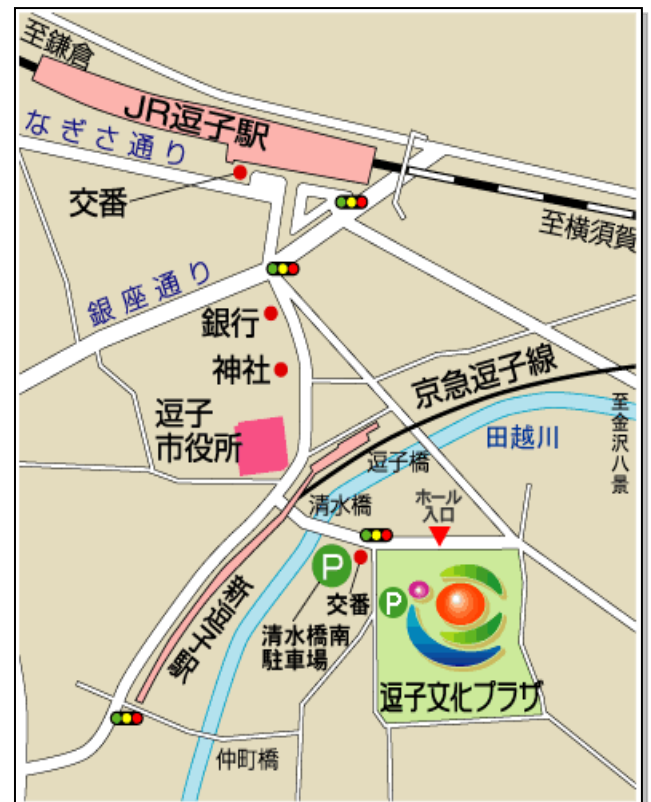 至鎌倉
JR逗子駅
なぎさ通り
交番
至横須賀
銀座通り
銀行
神社
京急逗子線
逗子
市役所
至金沢八景
田越川
逗子橋
清水橋
ホール
入口
P
交番
P
清水橋南
駐車場
新逗子駅
逗子文化プラザ
仲町橋